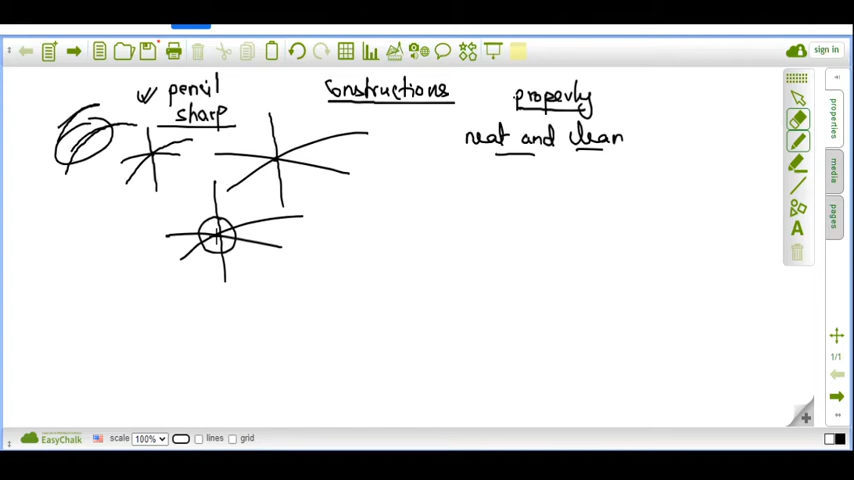 sign in
pencil
sharp
Constructions
properly
neat and clean
properties
media
pages
1/1
EasyChalk
scale 100% lines grid